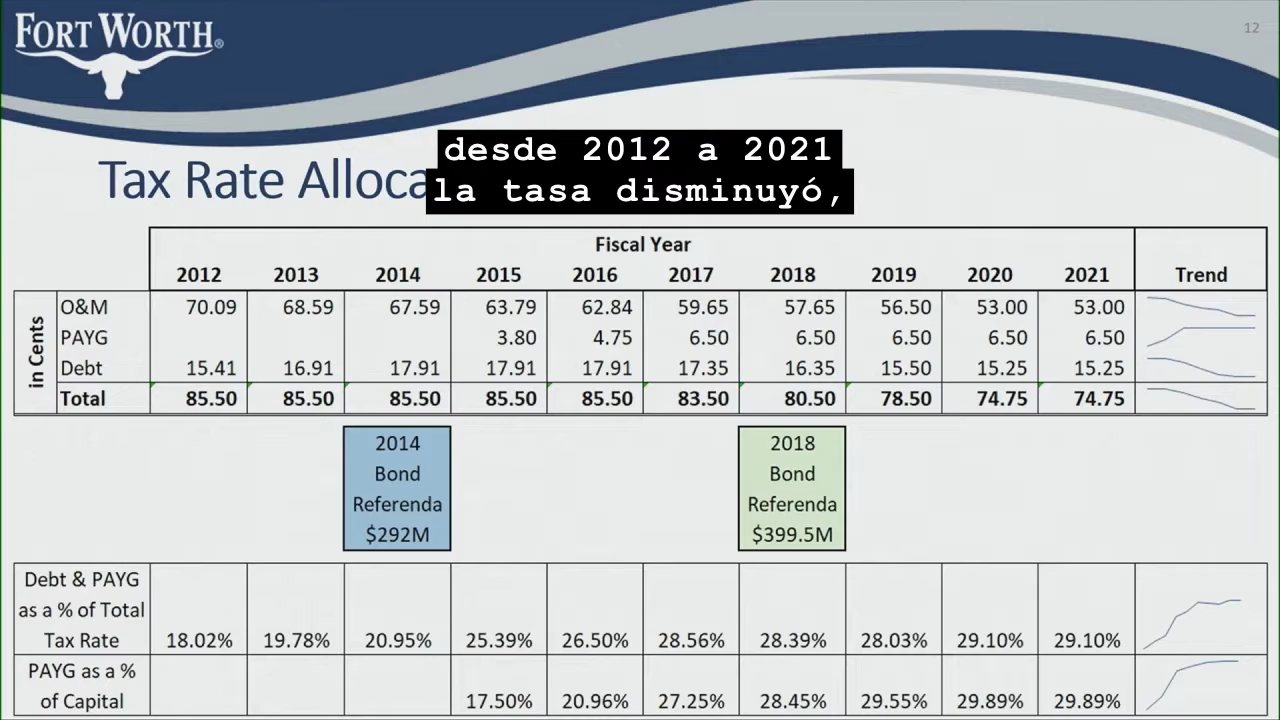 FORT WORTH®
12
desde 2012 a 2021
la tasa disminuyó,
Tax Rate Alloca
Fiscal Year
2012 2013 2014 2015 2016 2017 2018 2019 2020 2021 Trend
in Cents
O&M 70.09 68.59 67.59 63.79 62.84 59.65 57.65 56.50 53.00 53.00
PAYG 3.80 4.75 6.50 6.50 6.50 6.50 6.50
Debt 15.41 16.91 17.91 17.91 17.91 17.35 16.35 15.50 15.25 15.25
Total 85.50 85.50 85.50 85.50 85.50 83.50 80.50 78.50 74.75 74.75
2014
Bond
Referenda
$292M
2018
Bond
Referenda
$399.5M
Debt & PAYG
as a % of Total
Tax Rate 18.02% 19.78% 20.95% 25.39% 26.50% 28.56% 28.39% 28.03% 29.10% 29.10%
PAYG as a %
of Capital 17.50% 20.96% 27.25% 28.45% 29.55% 29.89% 29.89%